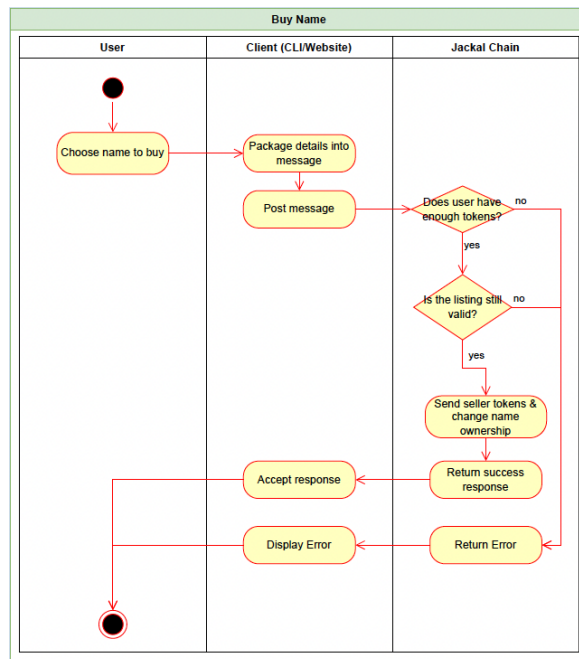 Buy Name
User
Client (CLI/Website)
Jackal Chain
Choose name to buy
Package details into
message
Post message
Does user have
enough tokens?
no
yes
Is the listing still
valid?
no
yes
Send seller tokens &
change name
ownership
Return success
response
Accept response
Display Error
Return Error